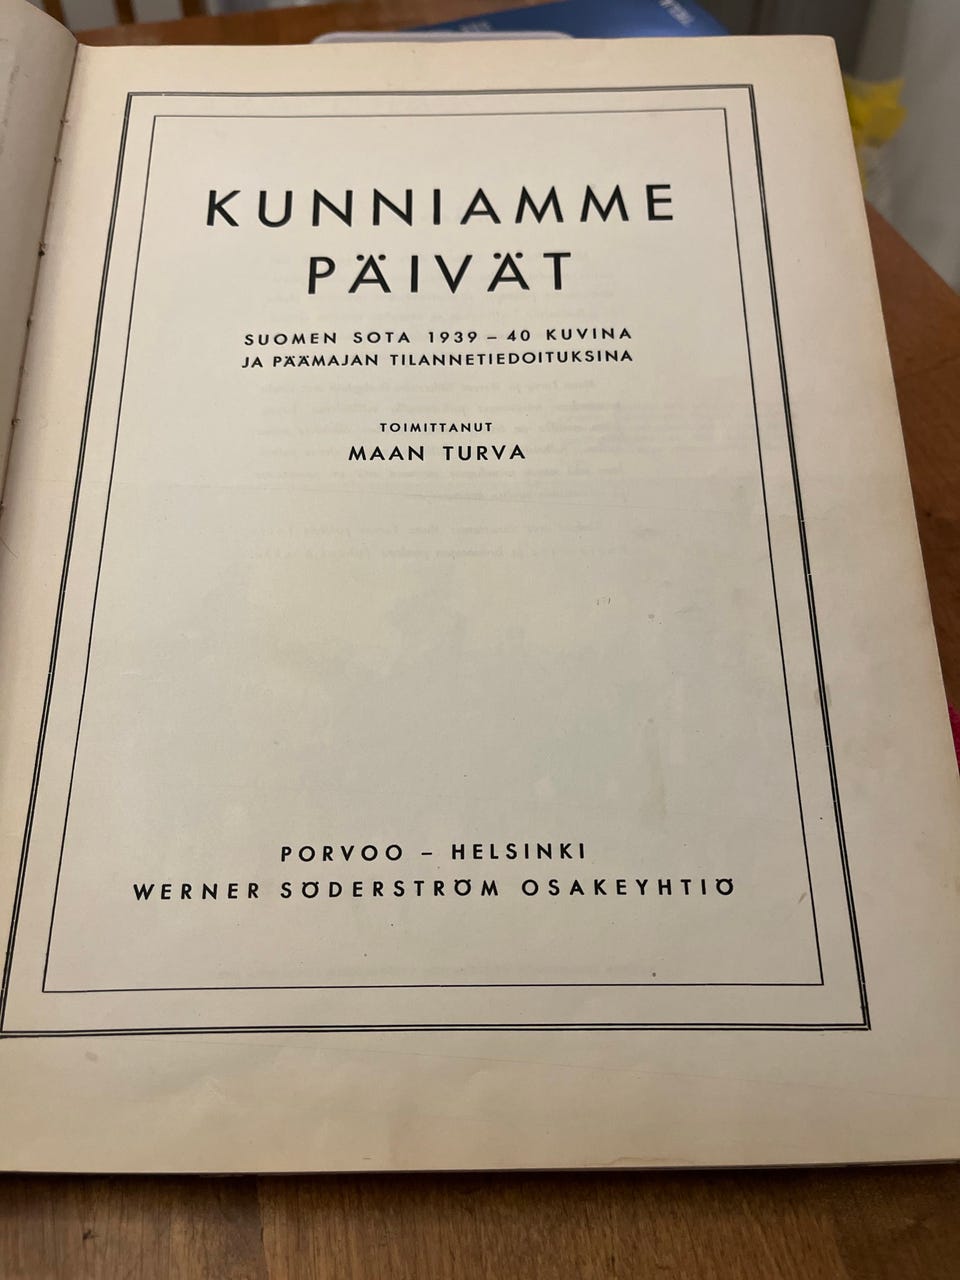 KUNNIAMME
PÄIVÄT
SUOMEN SOTA 1939 – 40 KUVINA
JA PÄÄMAJAN TILANNETIEDOITUKSINA
TOIMITTANUT
MAAN TURVA
PORVOO – HELSINKI
WERNER SÖDERSTRÖM OSAKEYHTIÖ